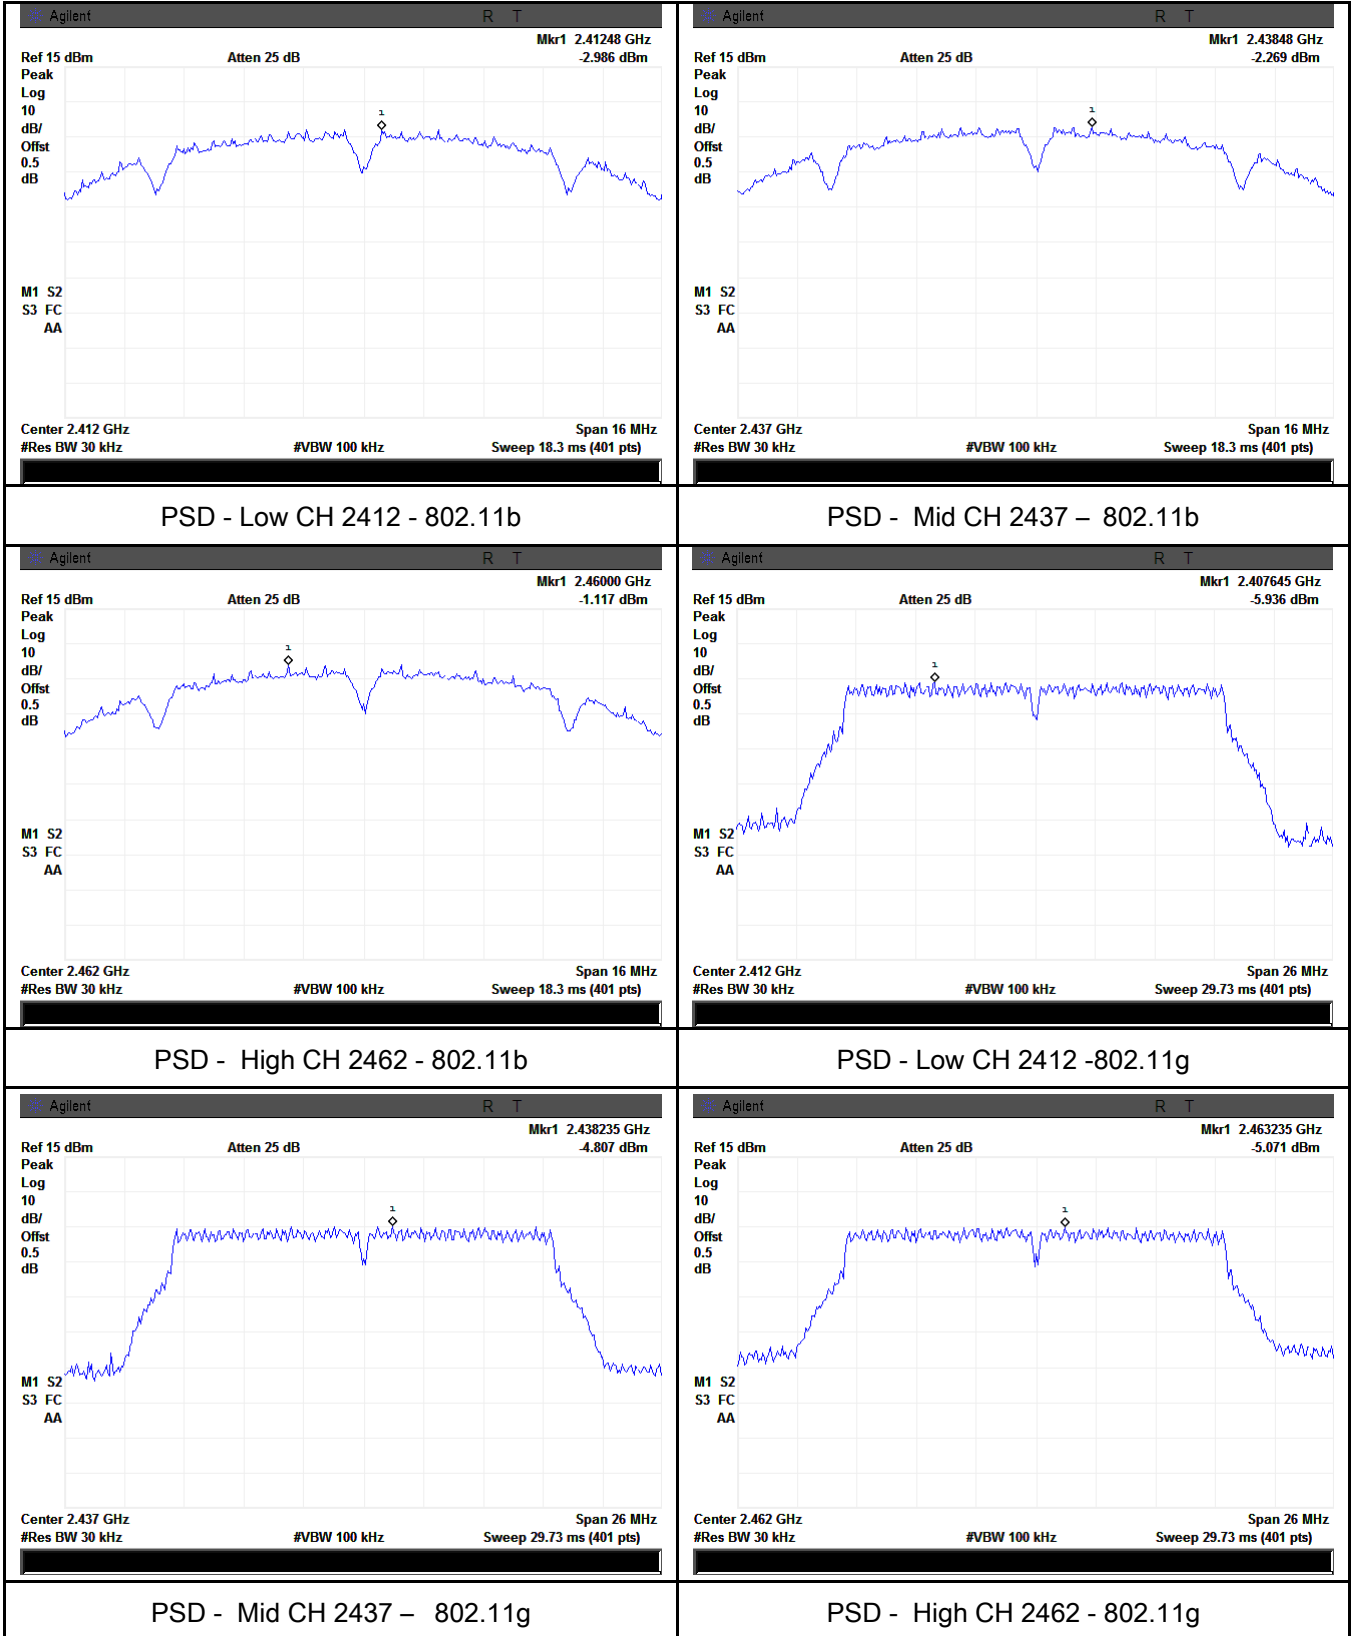 Agilent R T
Mkr1 2.41248 GHz
Ref 15 dBm Atten 25 dB -2.986 dBm
Peak
Log
10
dB/
Offst
0.5
dB
1
M1 S2
S3 FC
AA
Center 2.412 GHz Span 16 MHz
#Res BW 30 kHz #VBW 100 kHz Sweep 18.3 ms (401 pts)
PSD - Low CH 2412 - 802.11b
Agilent R T
Mkr1 2.43848 GHz
Ref 15 dBm Atten 25 dB -2.269 dBm
Peak
Log
10
dB/
Offst
0.5
dB
1
M1 S2
S3 FC
AA
Center 2.437 GHz Span 16 MHz
#Res BW 30 kHz #VBW 100 kHz Sweep 18.3 ms (401 pts)
PSD - Mid CH 2437 – 802.11b
Agilent R T
Mkr1 2.46000 GHz
Ref 15 dBm Atten 25 dB -1.117 dBm
Peak
Log
10
dB/
Offst
0.5
dB
1
M1 S2
S3 FC
AA
Center 2.462 GHz Span 16 MHz
#Res BW 30 kHz #VBW 100 kHz Sweep 18.3 ms (401 pts)
PSD - High CH 2462 - 802.11b
Agilent R T
Mkr1 2.407645 GHz
Ref 15 dBm Atten 25 dB -5.936 dBm
Peak
Log
10
dB/
Offst
0.5
dB
1
M1 S2
S3 FC
AA
Center 2.412 GHz Span 26 MHz
#Res BW 30 kHz #VBW 100 kHz Sweep 29.73 ms (401 pts)
PSD - Low CH 2412 -802.11g
Agilent R T
Mkr1 2.438235 GHz
Ref 15 dBm Atten 25 dB -4.807 dBm
Peak
Log
10
dB/
Offst
0.5
dB
1
M1 S2
S3 FC
AA
Center 2.437 GHz Span 26 MHz
#Res BW 30 kHz #VBW 100 kHz Sweep 29.73 ms (401 pts)
PSD - Mid CH 2437 – 802.11g
Agilent R T
Mkr1 2.463235 GHz
Ref 15 dBm Atten 25 dB -5.071 dBm
Peak
Log
10
dB/
Offst
0.5
dB
1
M1 S2
S3 FC
AA
Center 2.462 GHz Span 26 MHz
#Res BW 30 kHz #VBW 100 kHz Sweep 29.73 ms (401 pts)
PSD - High CH 2462 - 802.11g